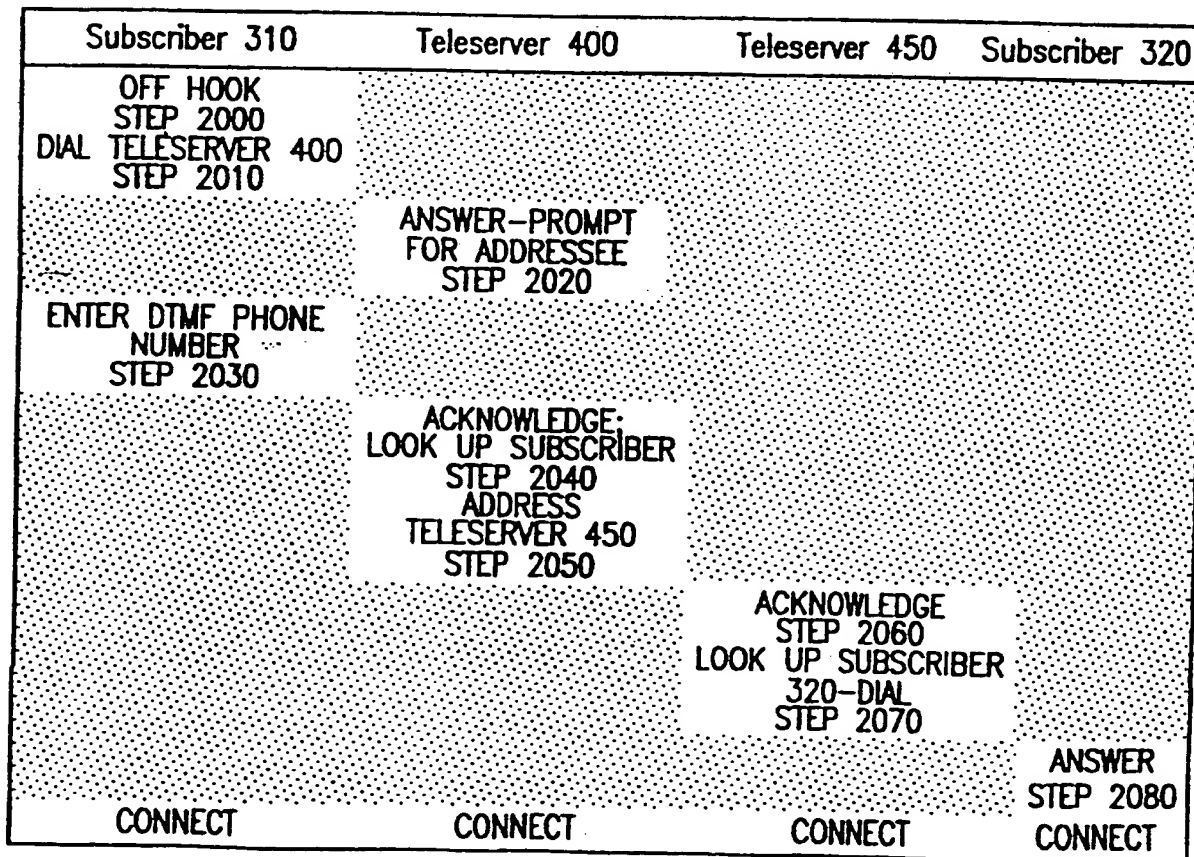 Subscriber 310 Teleserver 400 Teleserver 450 Subscriber 320
OFF HOOK
STEP 2000
DIAL TELESERVER 400
STEP 2010
ANSWER-PROMPT
FOR ADDRESSEE
STEP 2020
ENTER DTMF PHONE
NUMBER
STEP 2030
ACKNOWLEDGE;
LOOK UP SUBSCRIBER
STEP 2040
ADDRESS
TELESERVER 450
STEP 2050
ACKNOWLEDGE
STEP 2060
LOOK UP SUBSCRIBER
320-DIAL
STEP 2070
ANSWER
STEP 2080
CONNECT CONNECT CONNECT CONNECT